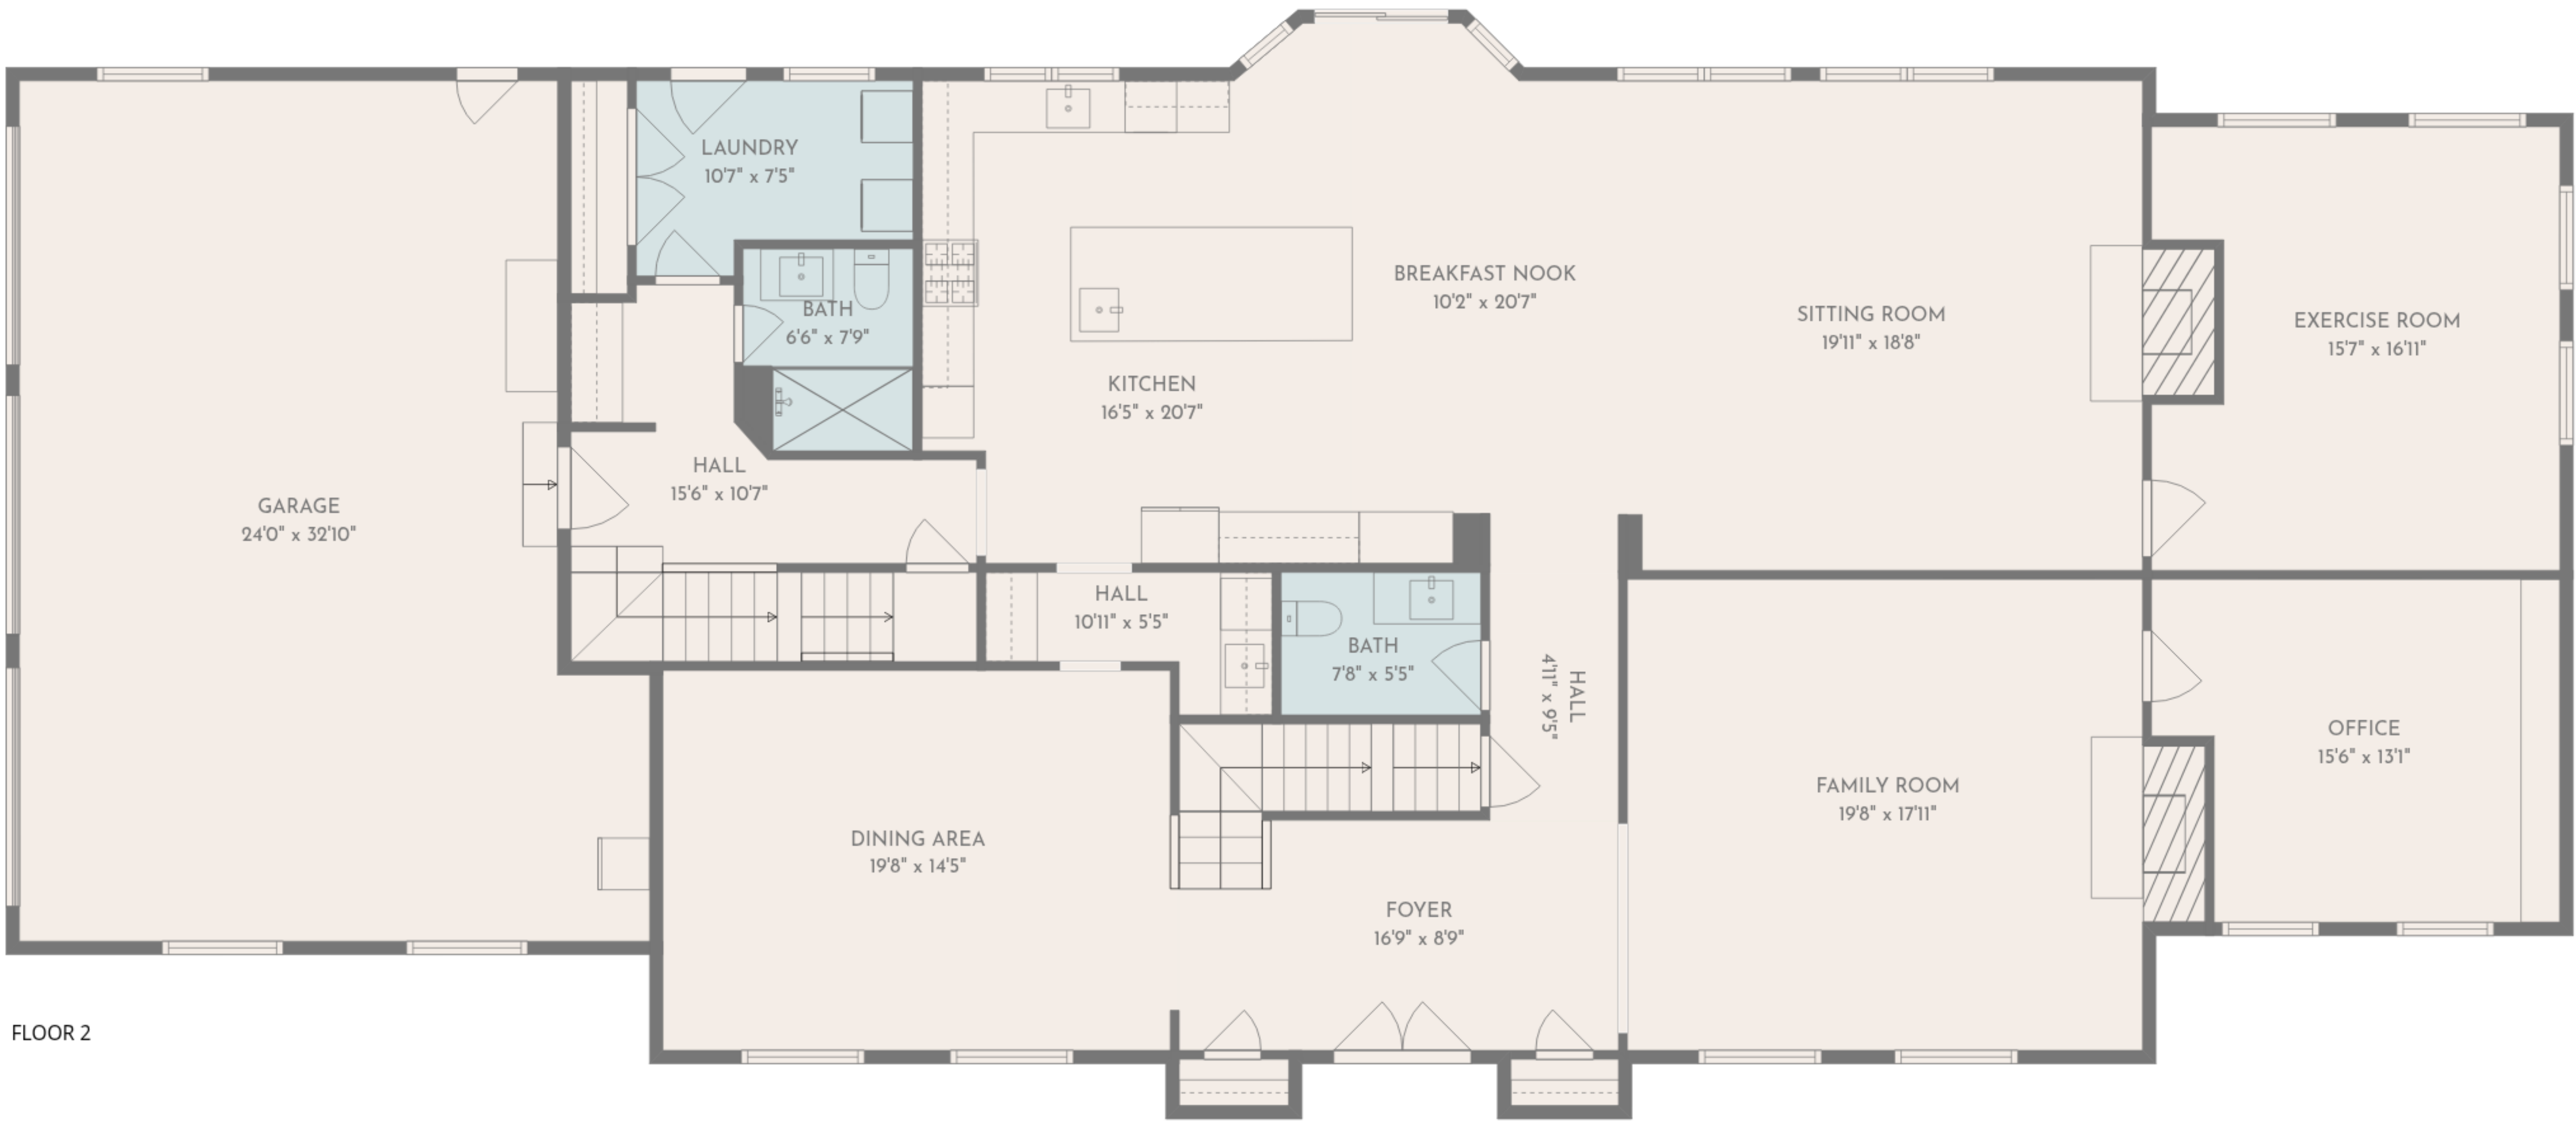 LAUNDRY
10'7" x 7'5"
BREAKFAST NOOK
10'2" x 20'7"
BATH
6'6" x 7'9"
SITTING ROOM
19'11" x 18'8"
EXERCISE ROOM
15'7" x 16'11"
KITCHEN
16'5" x 20'7"
HALL
15'6" x 10'7"
GARAGE
24'0" x 32'10"
HALL
10'11" x 5'5"
BATH
7'8" x 5'5"
HALL
4'11" x 9'5"
OFFICE
15'6" x 13'1"
FAMILY ROOM
19'8" x 17'11"
DINING AREA
19'8" x 14'5"
FOYER
16'9" x 8'9"
FLOOR 2